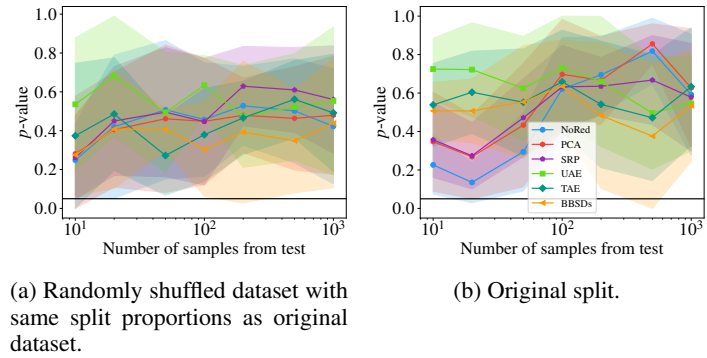 1.0
0.8
0.6
0.4
0.2
0.0
p-value
10^1
10^2
10^3
Number of samples from test
(a) Randomly shuffled dataset with
same split proportions as original
dataset.
1.0
0.8
0.6
0.4
0.2
0.0
p-value
NoRed
PCA
SRP
UAE
TAE
BBSDs
10^1
10^2
10^3
Number of samples from test
(b) Original split.